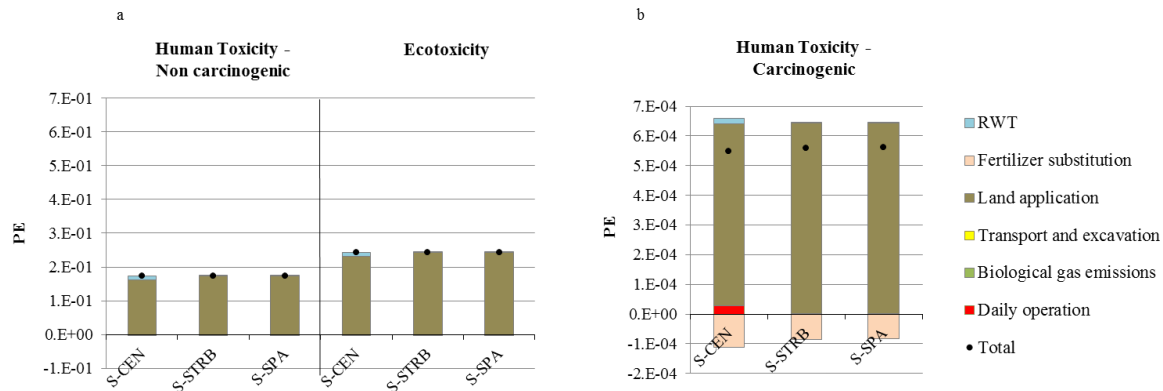 a
Human Toxicity -
Non carcinogenic
Ecotoxicity
7.E-01
6.E-01
5.E-01
4.E-01
3.E-01
2.E-01
1.E-01
0.E+00
-1.E-01
PE
S-CEN
S-STRB
S-SPA
S-CEN
S-STRB
S-SPA
b
Human Toxicity -
Carcinogenic
7.E-04
6.E-04
5.E-04
4.E-04
3.E-04
2.E-04
1.E-04
0.E+00
-1.E-04
-2.E-04
PE
S-CEN
S-STRB
S-SPA
RWT
Fertilizer substitution
Land application
Transport and excavation
Biological gas emissions
Daily operation
Total